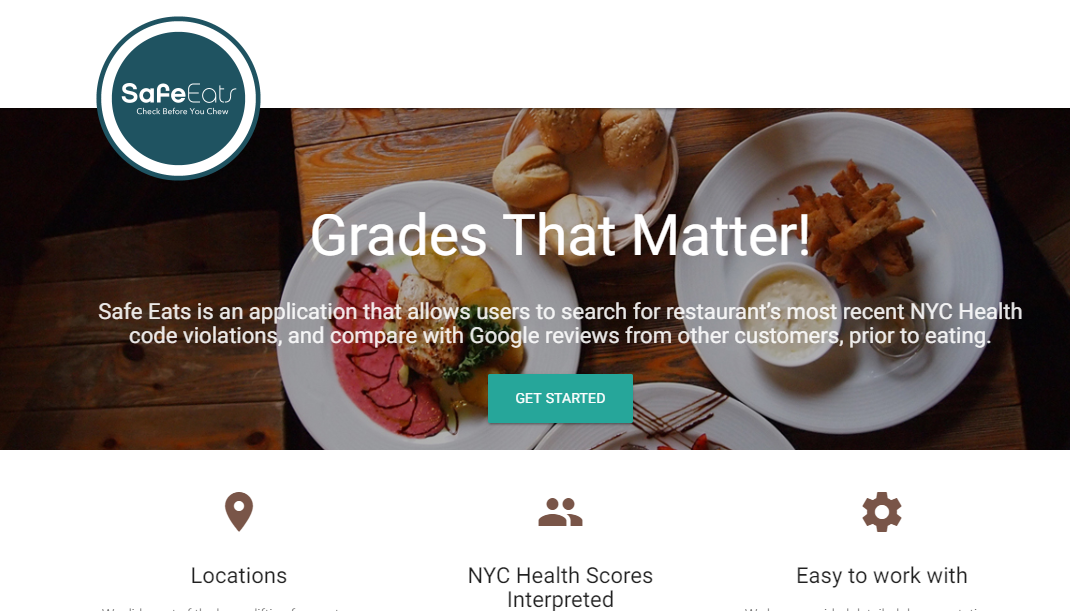 SafeEats
Check Before You Chew
Grades That Matter!
Safe Eats is an application that allows users to search for restaurant's most recent NYC Health
code violations, and compare with Google reviews from other customers, prior to eating.
GET STARTED
Locations
NYC Health Scores
Interpreted
Easy to work with